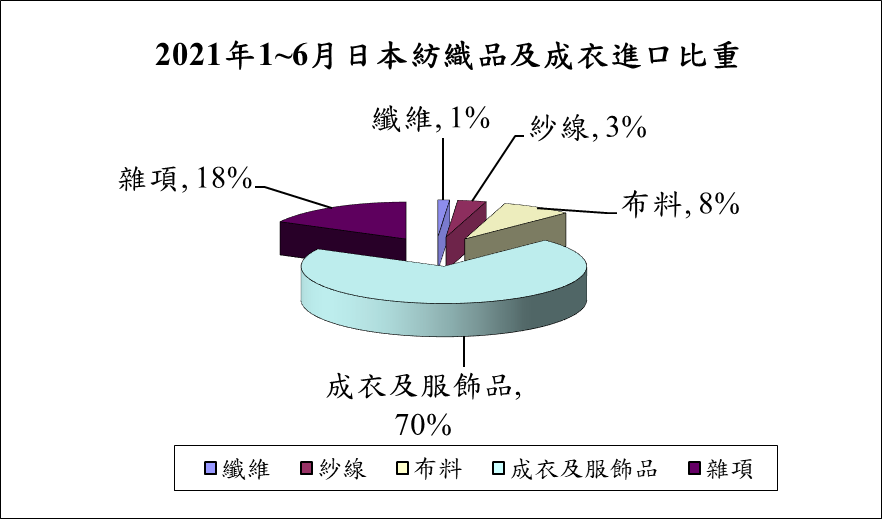 2021年1~6月日本紡織品及成衣進口比重
纖維, 1%
紗線, 3%
雜項, 18%
布料, 8%
成衣及服飾品,
70%
纖維 紗線 布料 成衣及服飾品 雜項